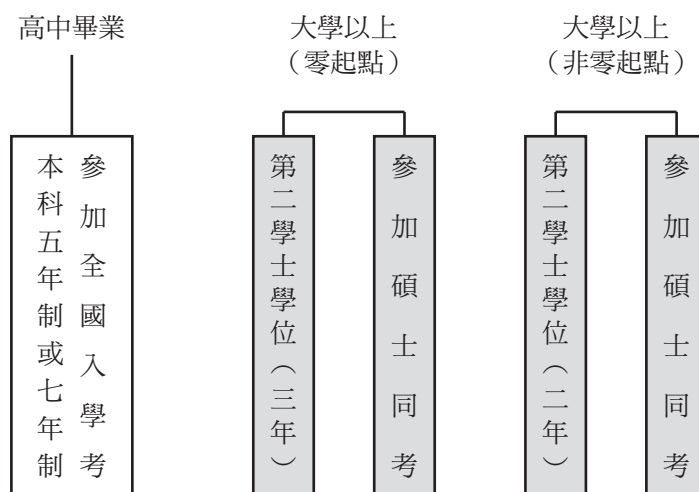 高中畢業
大學以上
（零起點）
大學以上
（非零起點）
參加全國入學考
本科五年制或七年制
第二學士學位（三年）
參加碩士同考
第二學士學位（二年）
參加碩士同考